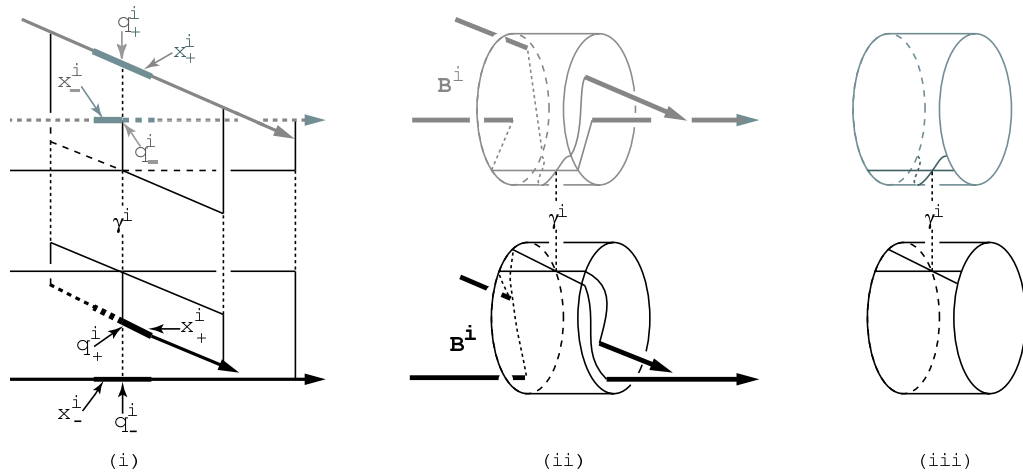 q₊ⁱ
x₊ⁱ
x₋ⁱ
q₋ⁱ
γⁱ
q₊ⁱ
x₊ⁱ
x₋ⁱ
q₋ⁱ
(i)
Bⁱ
γⁱ
Bⁱ
(ii)
γⁱ
(iii)